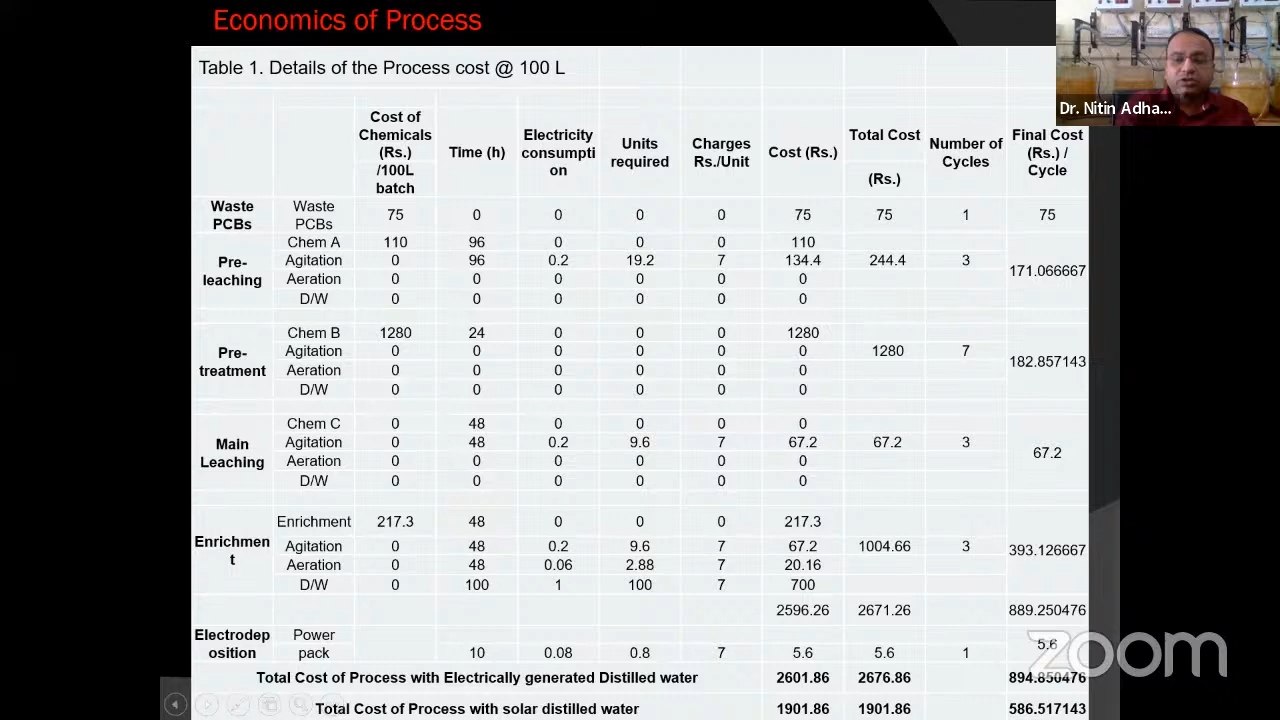 Economics of Process
Dr. Nitin Adha...
Table 1. Details of the Process cost @ 100 L
Cost of Chemicals (Rs.) /100L batch Time (h) Electricity consumpti on Units required Charges Rs./Unit Cost (Rs.) Total Cost (Rs.) Number of Cycles Final Cost (Rs.) / Cycle
Waste PCBs Waste PCBs 75 0 0 0 0 75 75 1 75
Pre-leaching Chem A 110 96 0 0 0 110
Agitation 0 96 0.2 19.2 7 134.4 244.4 3 171.066667
Aeration 0 0 0 0 0 0
D/W 0 0 0 0 0 0
Pre-treatment Chem B 1280 24 0 0 0 1280
Agitation 0 0 0 0 0 0 1280 7 182.857143
Aeration 0 0 0 0 0 0
D/W 0 0 0 0 0 0
Main Leaching Chem C 0 48 0 0 0 0
Agitation 0 48 0.2 9.6 7 67.2 67.2 3 67.2
Aeration 0 0 0 0 0 0
D/W 0 0 0 0 0 0
Enrichmen t Enrichment 217.3 48 0 0 0 217.3
Agitation 0 48 0.2 9.6 7 67.2 1004.66 3 393.126667
Aeration 0 48 0.06 2.88 7 20.16
D/W 0 100 1 100 7 700
2596.26 2671.26 889.250476
Electrodep osition Power pack 10 0.08 0.8 7 5.6 5.6 1 5.6
Total Cost of Process with Electrically generated Distilled water 2601.86 2676.86 894.850476
Total Cost of Process with solar distilled water 1901.86 1901.86 586.517143
zoom